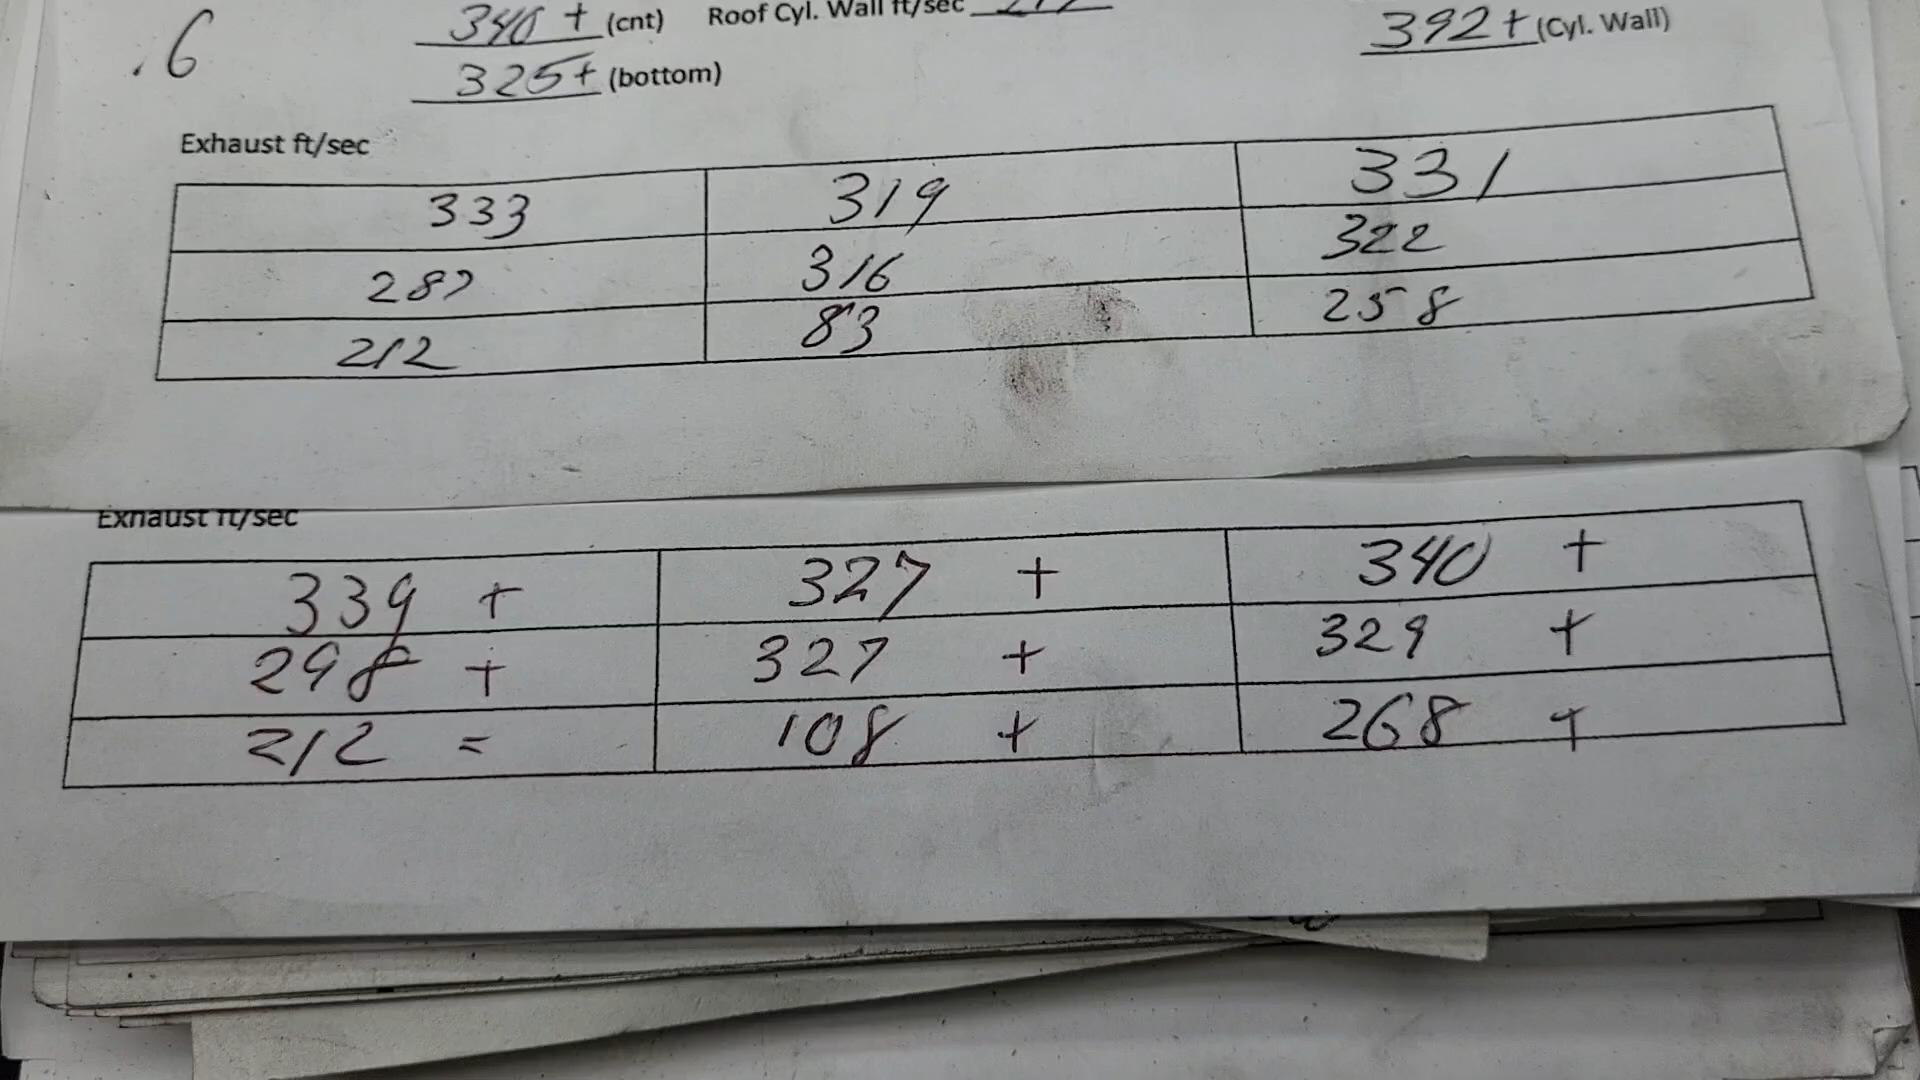 .6 340 + (cnt) Roof Cyl. Wall ft/sec 392 + (Cyl. Wall)
325 + (bottom)
Exhaust ft/sec
333 319 331
287 316 322
212 83 258
Exhaust ft/sec
339 + 327 + 340 +
298 + 327 + 329 +
212 = 108 + 268 +